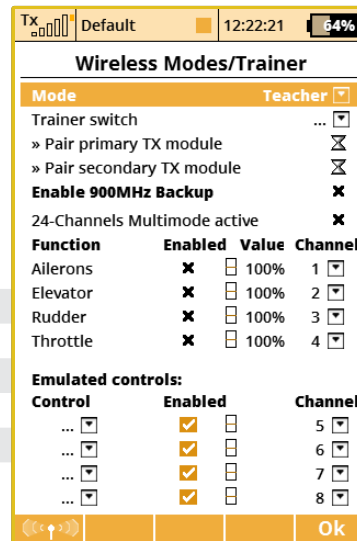 Tx Default 12:22:21 64%
Wireless Modes/Trainer
Mode Teacher
Trainer switch ...
» Pair primary TX module
» Pair secondary TX module
Enable 900MHz Backup
24-Channels Multimode active
Function Enabled Value Channel
Ailerons 100% 1
Elevator 100% 2
Rudder 100% 3
Throttle 100% 4
Emulated controls:
Control Enabled Channel
... 5
... 6
... 7
... 8
Ok